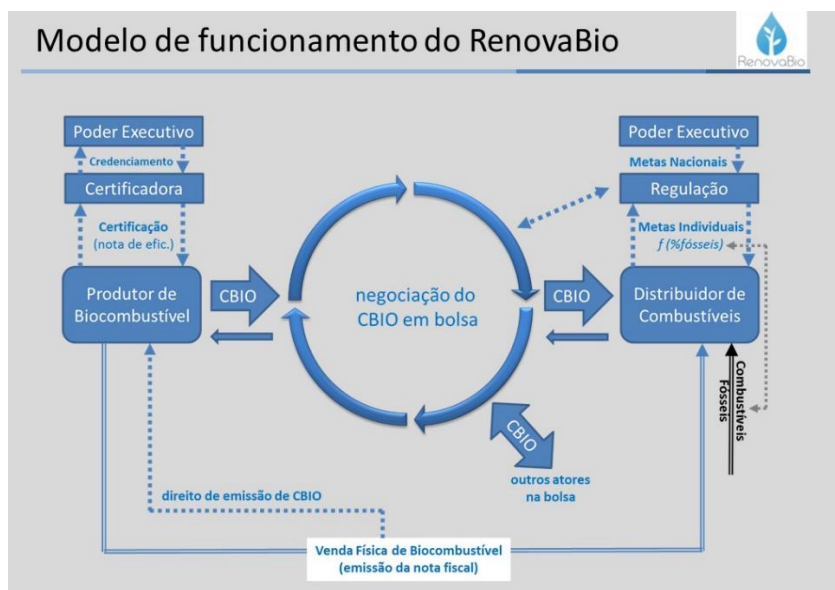 Modelo de funcionamento do RenovaBio
RenovaBio
Poder Executivo
Credenciamento
Certificadora
Certificação
(nota de efic.)
Produtor de
Biocombustível
CBIO
negociação do
CBIO em bolsa
CBIO
Poder Executivo
Metas Nacionais
Regulação
Metas Individuais
f (%fósseis)
Distribuidor de
Combustíveis
Combustíveis
Fósseis
CBIO
outros atores
na bolsa
direito de emissão de CBIO
Venda Física de Biocombustível
(emissão da nota fiscal)